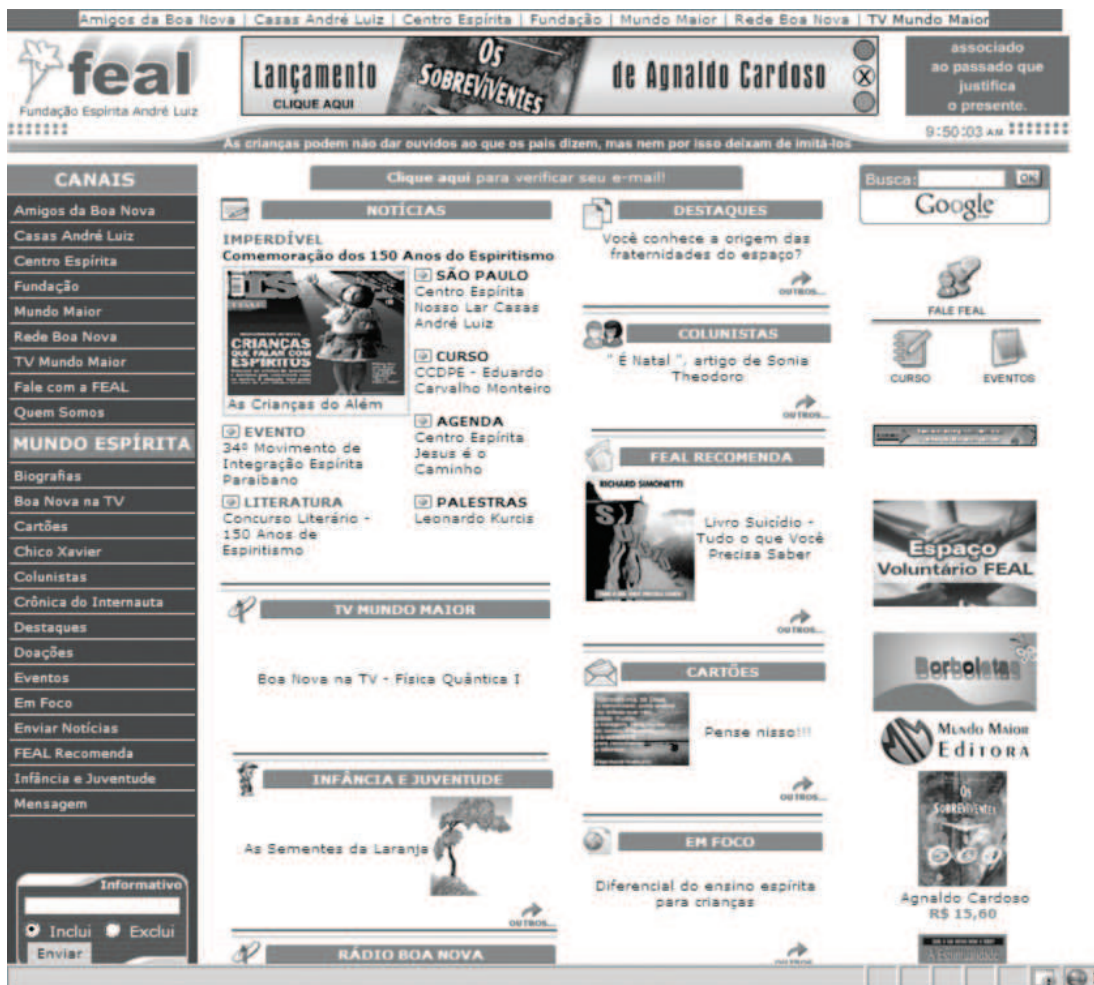 Amigos da Boa Nova | Casas André Luiz | Centro Espírita | Fundação | Mundo Maior | Rede Boa Nova | TV Mundo Maior
feal
Fundação Espírita André Luiz
Lançamento
CLIQUE AQUI
OS
SOBREVIVENTES
de Agnaldo Cardoso
X
associado
ao passado que
justifica
o presente.
9:50:03 AM
As crianças podem não dar ouvidos ao que os pais dizem, mas nem por isso deixam de imitá-los
CANAIS
Amigos da Boa Nova
Casas André Luiz
Centro Espírita
Fundação
Mundo Maior
Rede Boa Nova
TV Mundo Maior
Fale com a FEAL
Quem Somos
MUNDO ESPÍRITA
Biografias
Boa Nova na TV
Cartões
Chico Xavier
Colunistas
Crônica do Internauta
Destaques
Doações
Eventos
Em Foco
Enviar Notícias
FEAL Recomenda
Infância e Juventude
Mensagem
Informativo
Inclui
Exclui
Enviar
Clique aqui para verificar seu e-mail!
NOTÍCIAS
IMPERDÍVEL
Comemoração dos 150 Anos do Espiritismo
CRIANÇAS
QUE FALAM COM
ESPÍRITOS
As Crianças do Além
EVENTO
34º Movimento de
Integração Espírita
Paraibano
LITERATURA
Concurso Literário -
150 Anos de
Espiritismo
SÃO PAULO
Centro Espírita
Nosso Lar Casas
André Luiz
CURSO
CCDPE - Eduardo
Carvalho Monteiro
AGENDA
Centro Espírita
Jesus é o
Caminho
PALESTRAS
Leonardo Kurcis
TV MUNDO MAIOR
Boa Nova na TV - Física Quântica I
INFÂNCIA E JUVENTUDE
As Sementes da Laranja
OUTROS...
RÁDIO BOA NOVA
DESTAQUES
Você conhece a origem das
fraternidades do espaço?
OUTROS...
COLUNISTAS
" É Natal ", artigo de Sonia
Theodoro
OUTROS...
FEAL RECOMENDA
RICHARD SIMONETTI
Livro Suicídio -
Tudo o que Você
Precisa Saber
OUTROS...
CARTÕES
Pense nisso!!!
OUTROS...
EM FOCO
Diferencial do ensino espírita
para crianças
OUTROS
Busca:
OK
Google
FALE FEAL
CURSO
EVENTOS
Espaço
Voluntário FEAL
Borboletas
MUNDO MAIOR
EDITORA
OS
SOBREVIVENTES
Agnaldo Cardoso
R$ 15,60